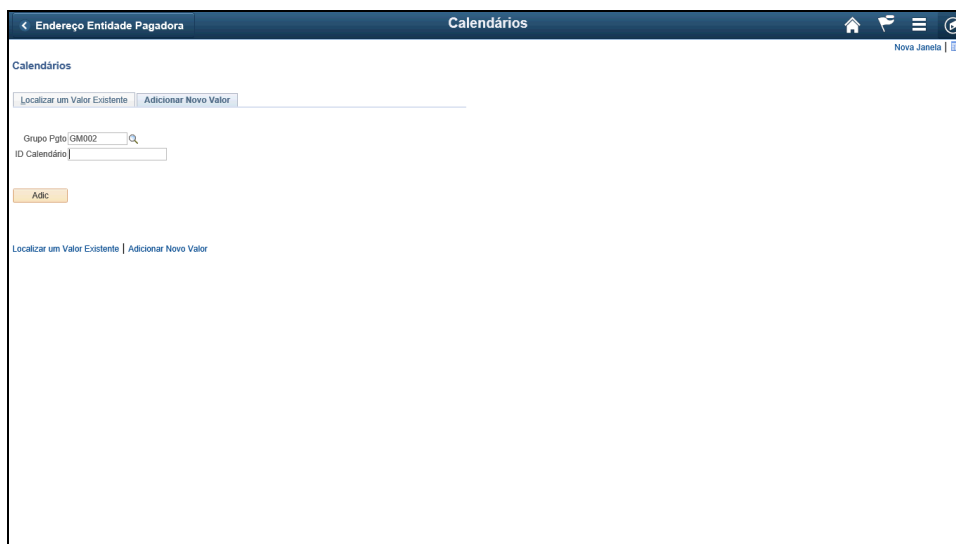 Endereço Entidade Pagadora
Calendários
Nova Janela
Calendários
Localizar um Valor Existente
Adicionar Novo Valor
Grupo Pgto GM002
ID Calendário
Adic
Localizar um Valor Existente | Adicionar Novo Valor